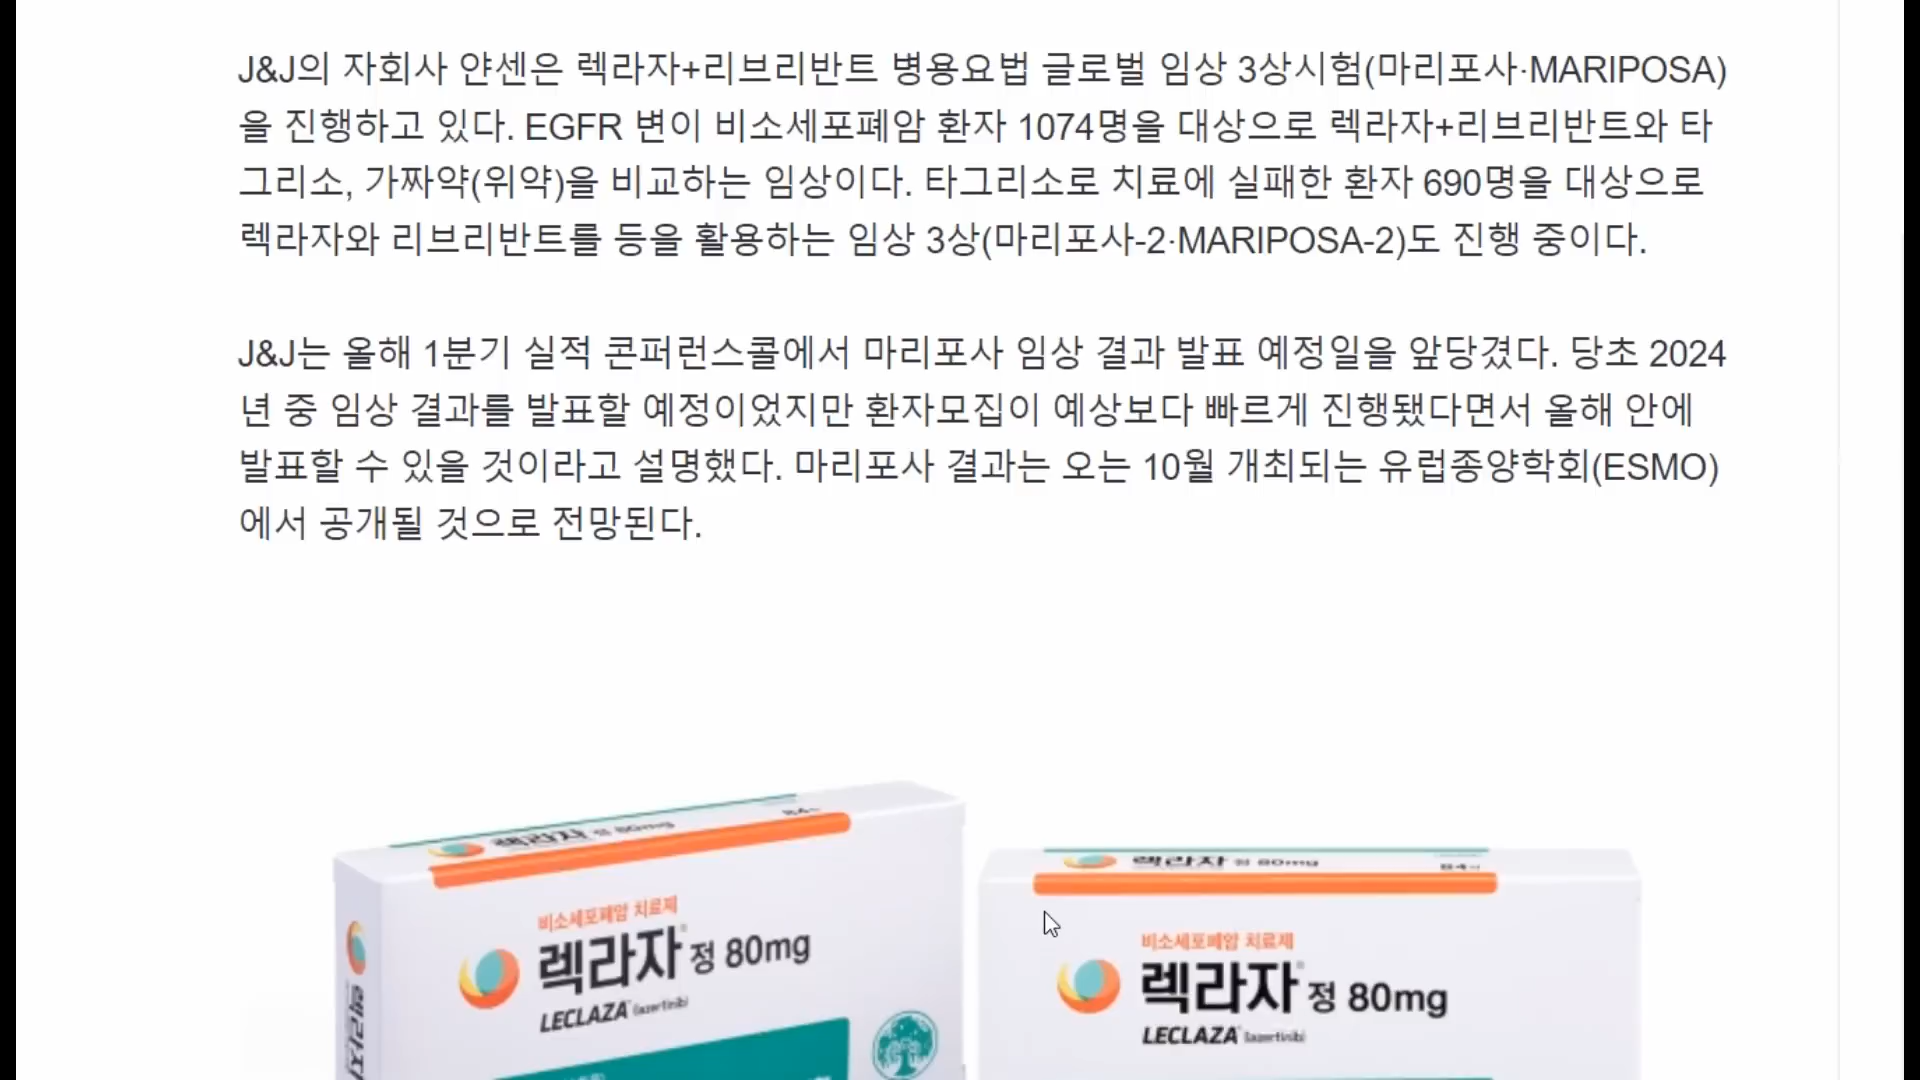 J&J의 자회사 얀센은 렉라자+리브리반트 병용요법 글로벌 임상 3상시험(마리포사·MARIPOSA)
을 진행하고 있다. EGFR 변이 비소세포폐암 환자 1074명을 대상으로 렉라자+리브리반트와 타
그리소, 가짜약(위약)을 비교하는 임상이다. 타그리소로 치료에 실패한 환자 690명을 대상으로
렉라자와 리브리반트를 등을 활용하는 임상 3상(마리포사-2·MARIPOSA-2)도 진행 중이다.
J&J는 올해 1분기 실적 콘퍼런스콜에서 마리포사 임상 결과 발표 예정일을 앞당겼다. 당초 2024
년 중 임상 결과를 발표할 예정이었지만 환자모집이 예상보다 빠르게 진행됐다면서 올해 안에
발표할 수 있을 것이라고 설명했다. 마리포사 결과는 오는 10월 개최되는 유럽종양학회(ESMO)
에서 공개될 것으로 전망된다.
렉라자 정 80mg
비소세포폐암 치료제
렉라자 정 80mg
LECLAZA (lazertinib)
렉라자
렉라자 정 80mg
비소세포폐암 치료제
렉라자 정 80mg
LECLAZA (lazertinib)